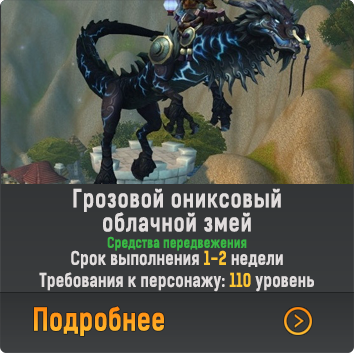 Грозовой ониксовый
облачной змей
Средства передвежения
Срок выполнения 1-2 недели
Требования к персонажу: 110 уровень
Подробнее